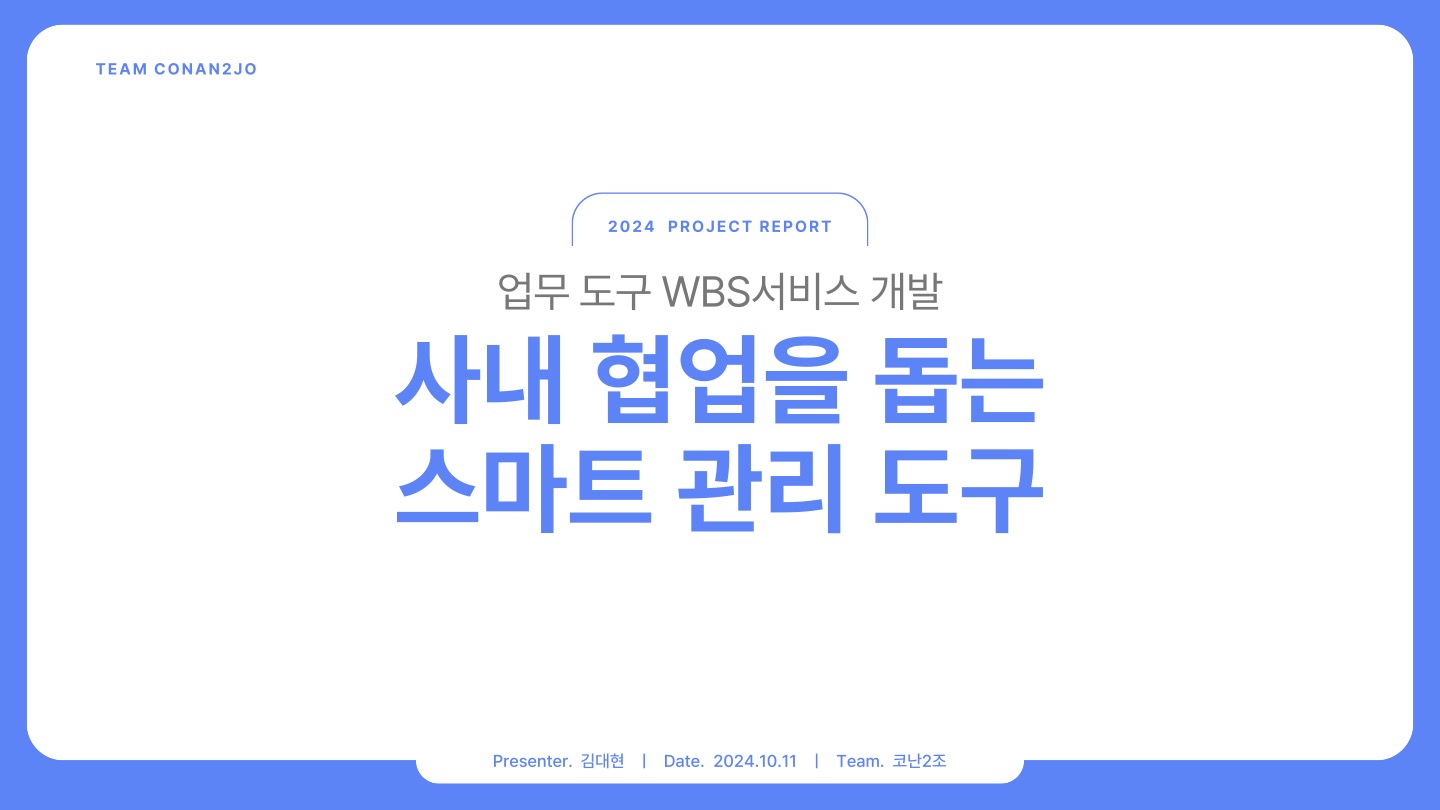 TEAM CONAN2JO
2024 PROJECT REPORT
업무 도구 WBS서비스 개발
사내 협업을 돕는
스마트 관리 도구
Presenter. 김대현 | Date. 2024.10.11 | Team. 코난2조